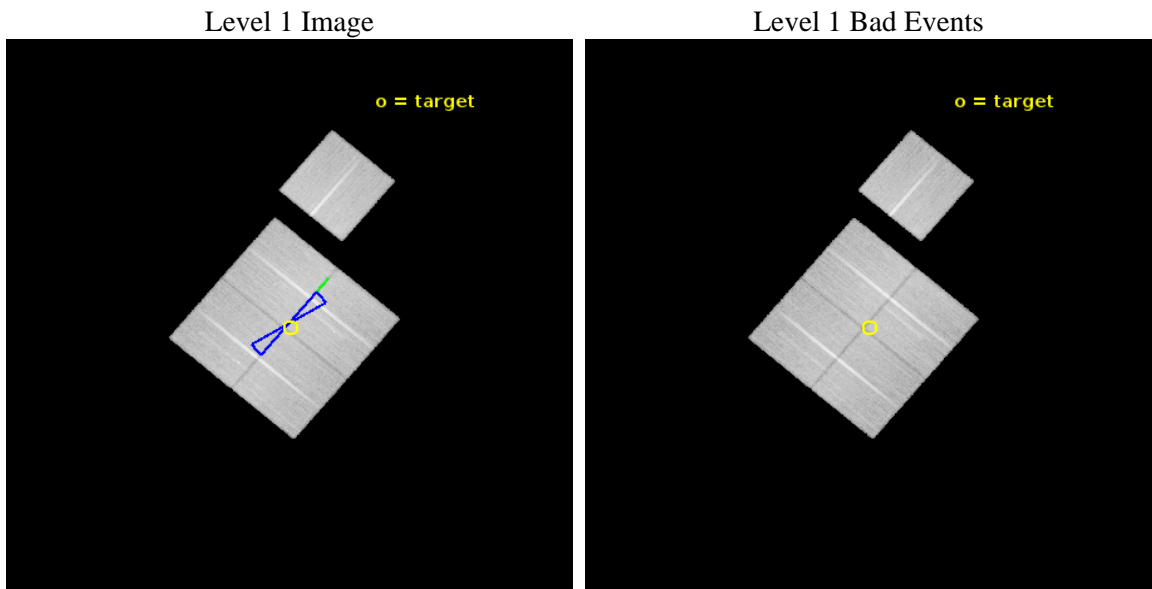 Level 1 Image
Level 1 Bad Events
o = target
o = target